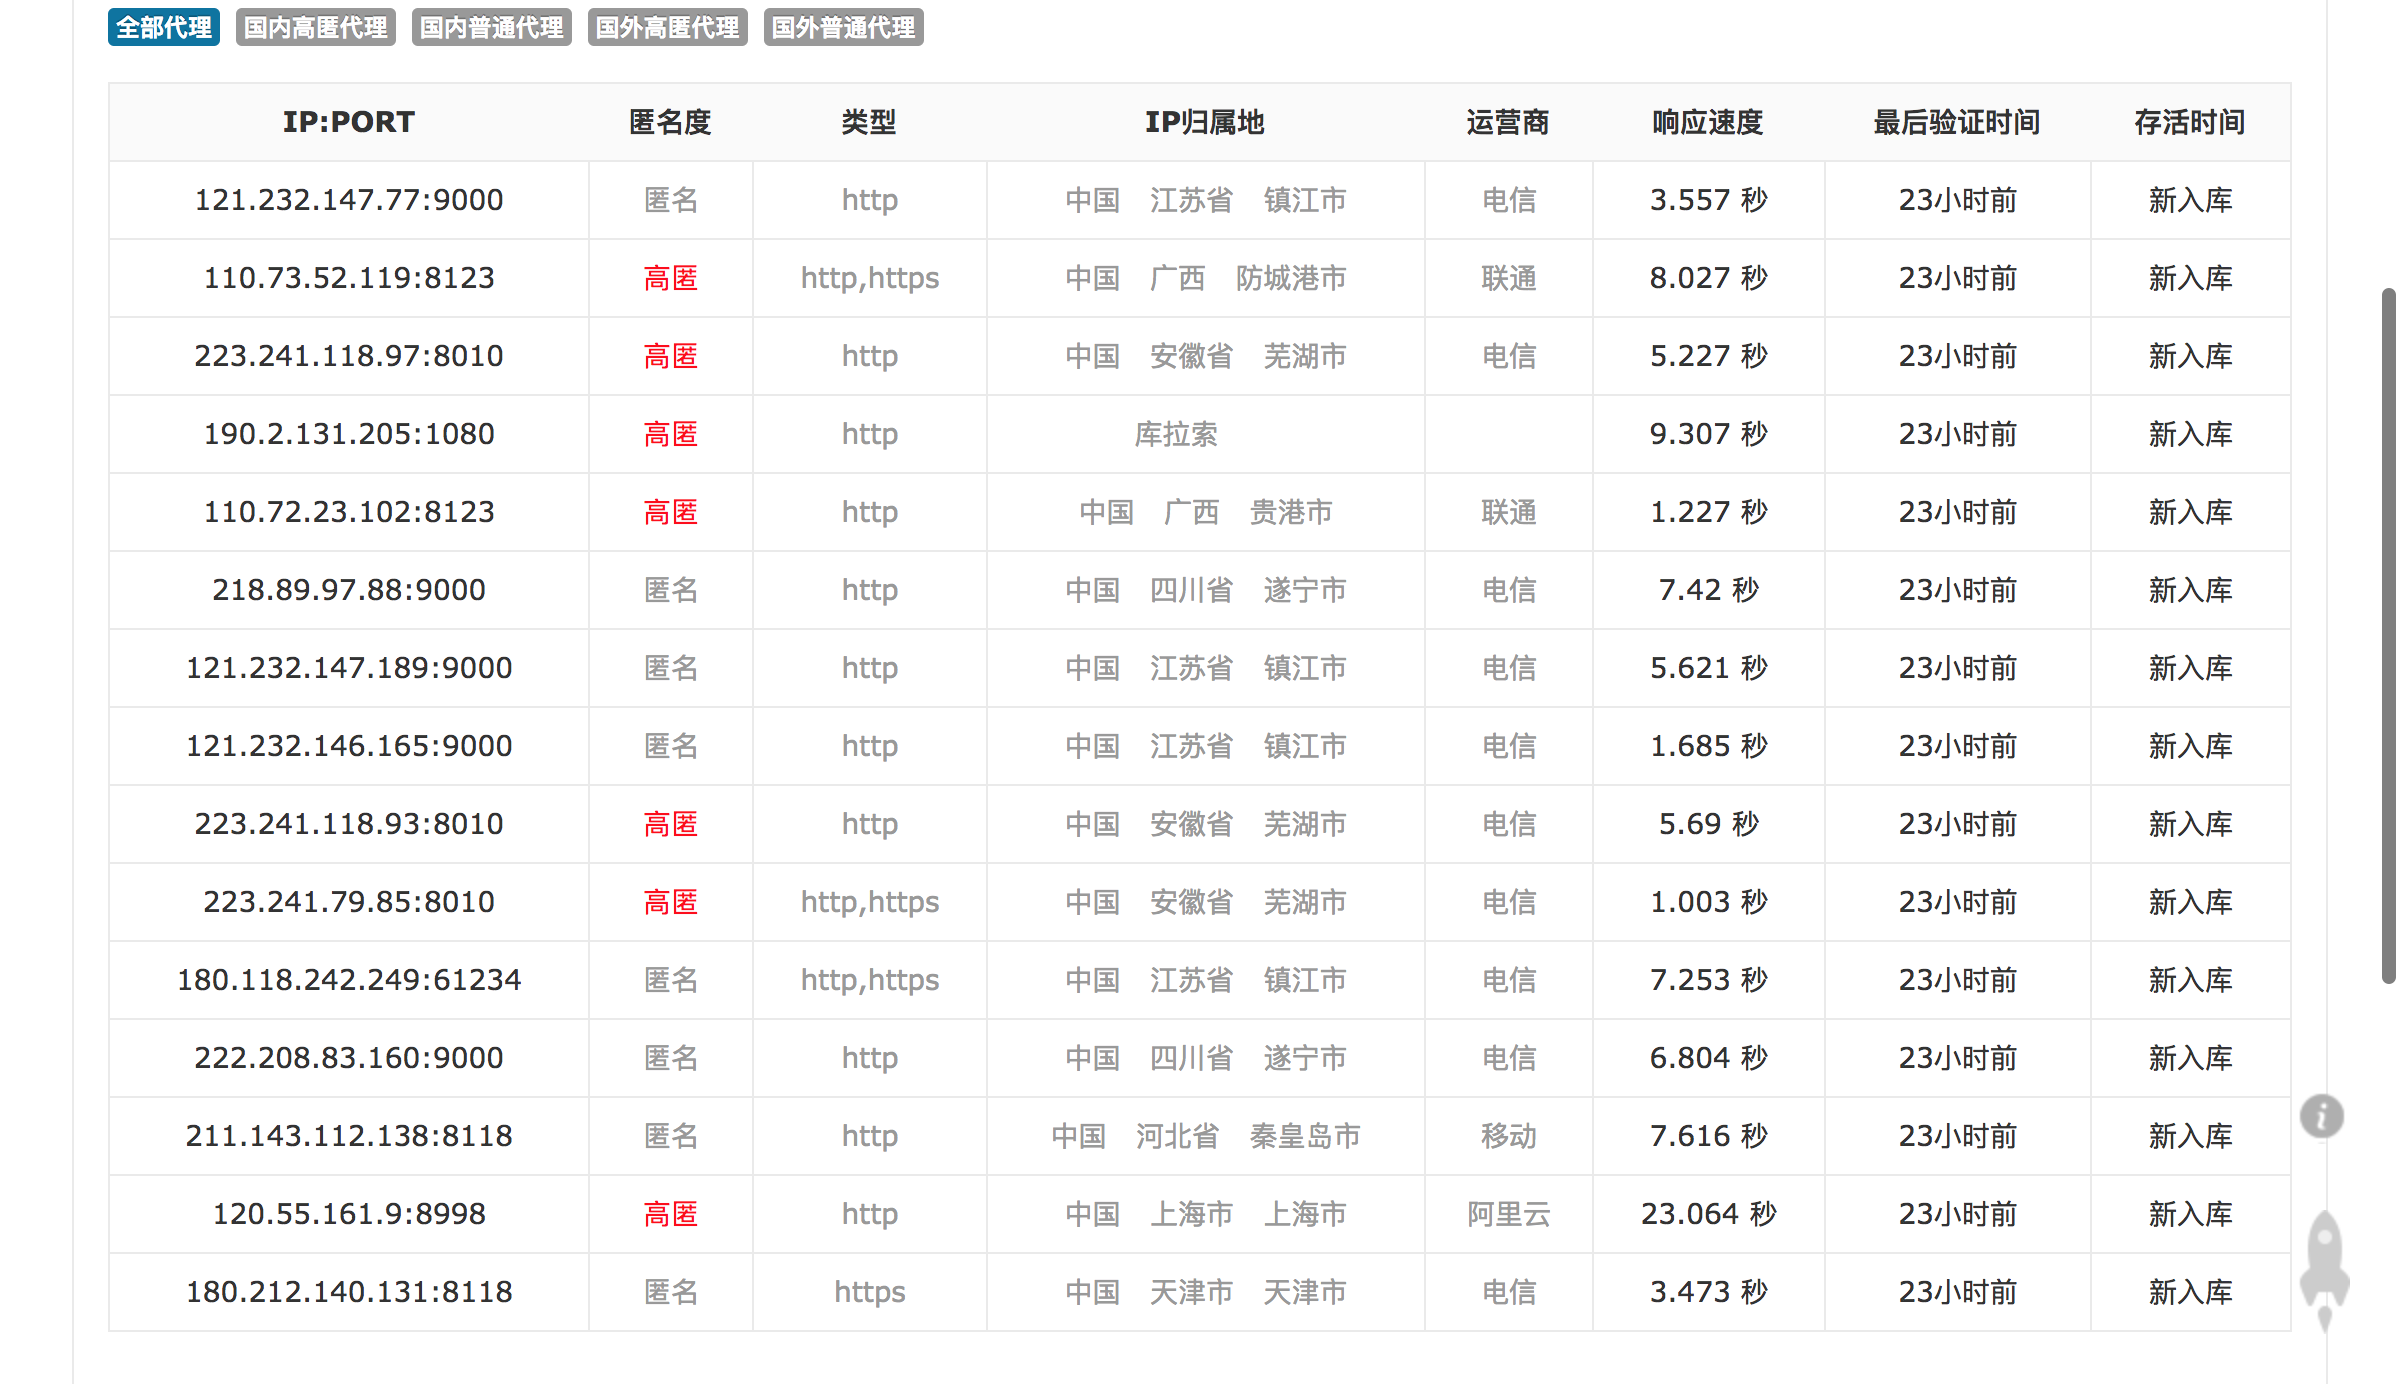 全部代理 国内高匿代理 国内普通代理 国外高匿代理 国外普通代理
IP:PORT 匿名度 类型 IP归属地 运营商 响应速度 最后验证时间 存活时间
121.232.147.77:9000 匿名 http 中国 江苏省 镇江市 电信 3.557 秒 23小时前 新入库
110.73.52.119:8123 高匿 http,https 中国 广西 防城港市 联通 8.027 秒 23小时前 新入库
223.241.118.97:8010 高匿 http 中国 安徽省 芜湖市 电信 5.227 秒 23小时前 新入库
190.2.131.205:1080 高匿 http 库拉索 9.307 秒 23小时前 新入库
110.72.23.102:8123 高匿 http 中国 广西 贵港市 联通 1.227 秒 23小时前 新入库
218.89.97.88:9000 匿名 http 中国 四川省 遂宁市 电信 7.42 秒 23小时前 新入库
121.232.147.189:9000 匿名 http 中国 江苏省 镇江市 电信 5.621 秒 23小时前 新入库
121.232.146.165:9000 匿名 http 中国 江苏省 镇江市 电信 1.685 秒 23小时前 新入库
223.241.118.93:8010 高匿 http 中国 安徽省 芜湖市 电信 5.69 秒 23小时前 新入库
223.241.79.85:8010 高匿 http,https 中国 安徽省 芜湖市 电信 1.003 秒 23小时前 新入库
180.118.242.249:61234 匿名 http,https 中国 江苏省 镇江市 电信 7.253 秒 23小时前 新入库
222.208.83.160:9000 匿名 http 中国 四川省 遂宁市 电信 6.804 秒 23小时前 新入库
211.143.112.138:8118 匿名 http 中国 河北省 秦皇岛市 移动 7.616 秒 23小时前 新入库
120.55.161.9:8998 高匿 http 中国 上海市 上海市 阿里云 23.064 秒 23小时前 新入库
180.212.140.131:8118 匿名 https 中国 天津市 天津市 电信 3.473 秒 23小时前 新入库